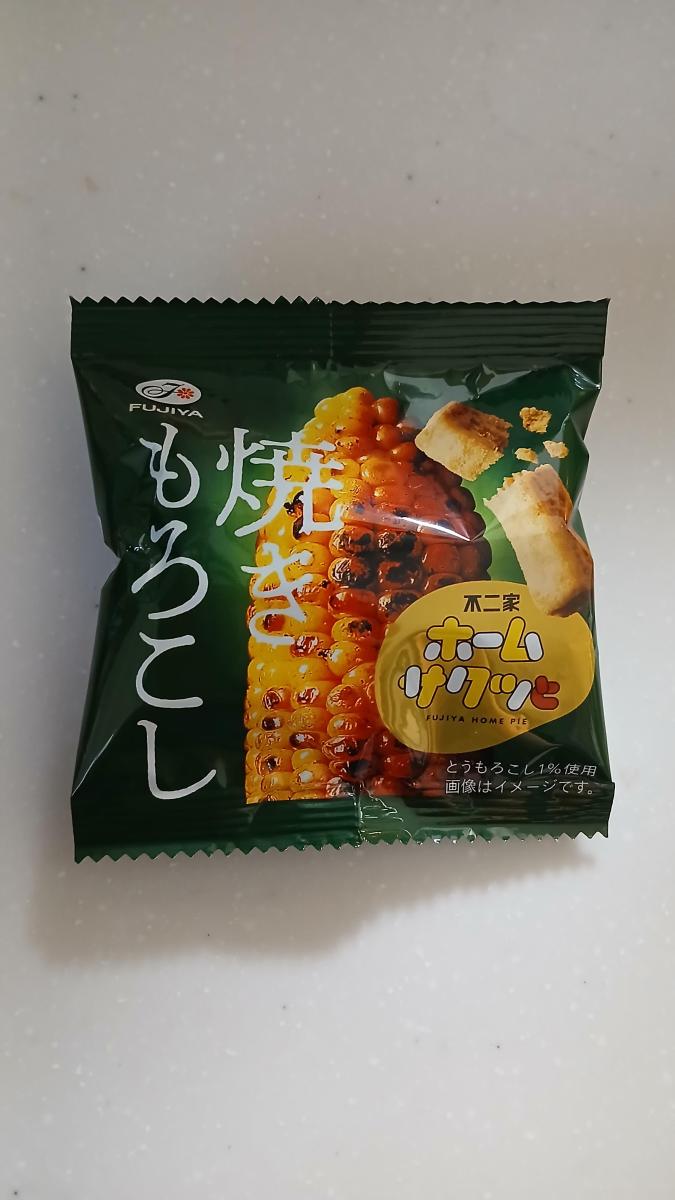 FUJIYA
焼き
もろこし
不二家
ホーム
サクッと
FUJIYA HOME PIE
とうもろこし1%使用
画像はイメージです。